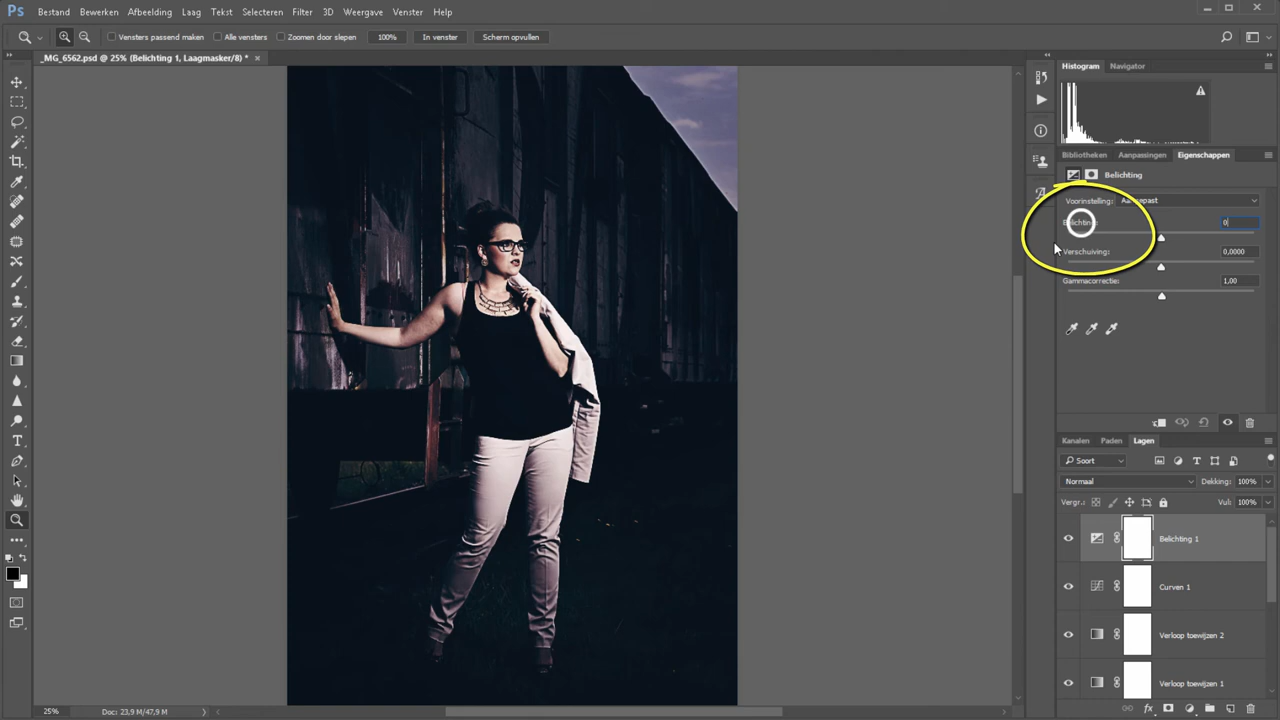 Ps Bestand Bewerken Afbeelding Laag Tekst Selecteren Filter 3D Weergave Venster Help
Vensters passend maken Alle vensters Zoomen door slepen 100% In venster Scherm opvullen
_MG_6562.psd @ 25% (Belichting 1, Laagmasker/8) * ×
Histogram Navigator
Bibliotheken Aanpassingen Eigenschappen
Belichting
Voorinstelling: Aangepast
Belichting: 0
Verschuiving: 0,0000
Gammacorrectie: 1,00
Kanalen Paden Lagen
Soort
Normaal Dekking: 100%
Vergr.: Vul: 100%
Belichting 1
Curven 1
Verloop toewijzen 2
Verloop toewijzen 1
25% Doc: 23,9 M/47,9 M